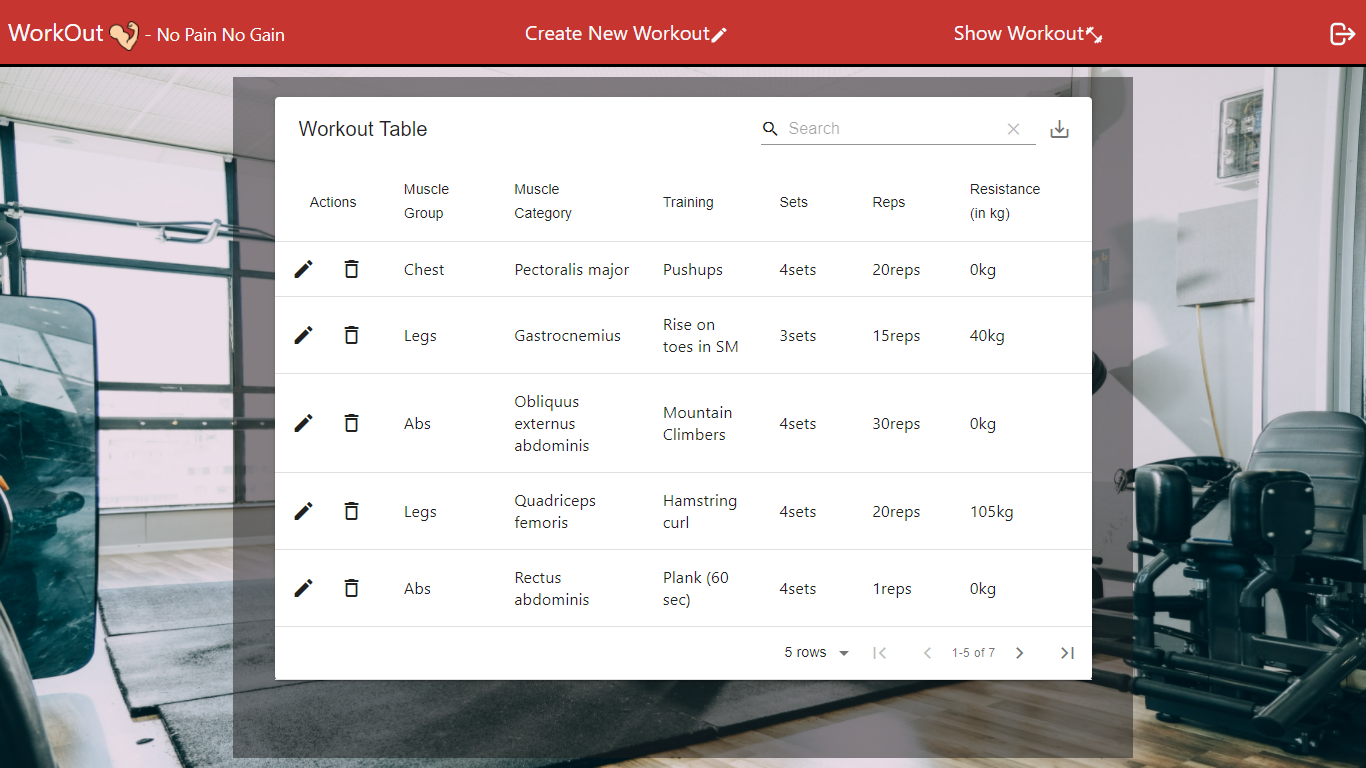 WorkOut - No Pain No Gain
Create New Workout
Show Workout
Workout Table
Search
Actions
Muscle
Group
Muscle
Category
Training
Sets
Reps
Resistance
(in kg)
Chest
Pectoralis major
Pushups
4sets
20reps
0kg
Legs
Gastrocnemius
Rise on
toes in SM
3sets
15reps
40kg
Abs
Obliquus
externus
abdominis
Mountain
Climbers
4sets
30reps
0kg
Legs
Quadriceps
femoris
Hamstring
curl
4sets
20reps
105kg
Abs
Rectus
abdominis
Plank (60
sec)
4sets
1reps
0kg
5 rows
1-5 of 7